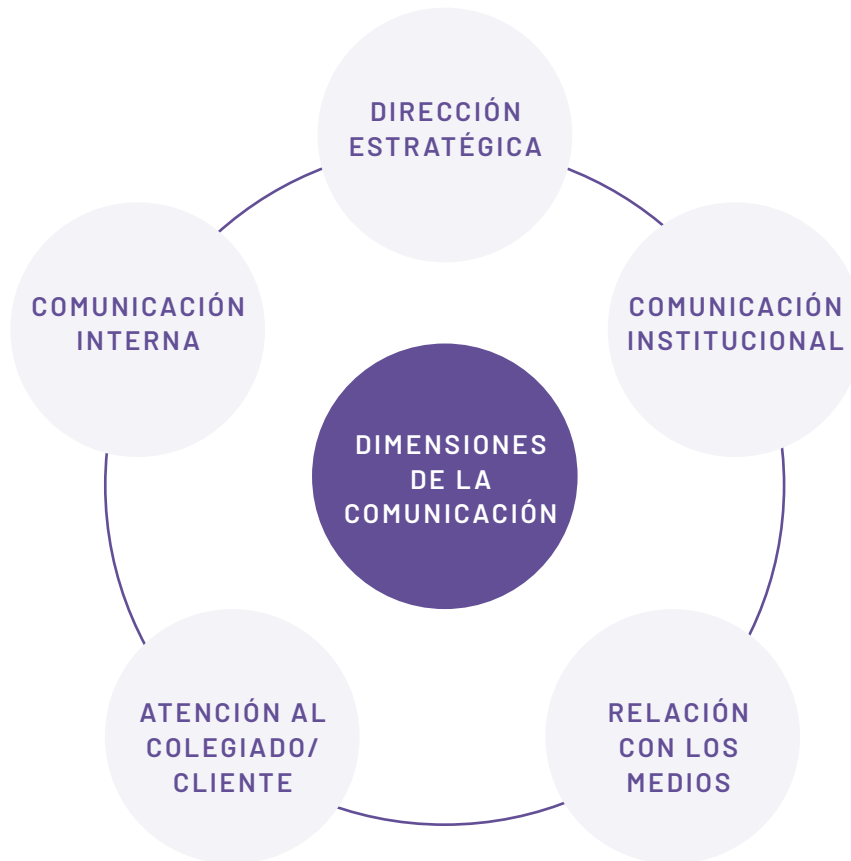 DIRECCIÓN
ESTRATÉGICA
COMUNICACIÓN
INTERNA
COMUNICACIÓN
INSTITUCIONAL
DIMENSIONES
DE LA
COMUNICACIÓN
ATENCIÓN AL
COLEGIADO/
CLIENTE
RELACIÓN
CON LOS
MEDIOS